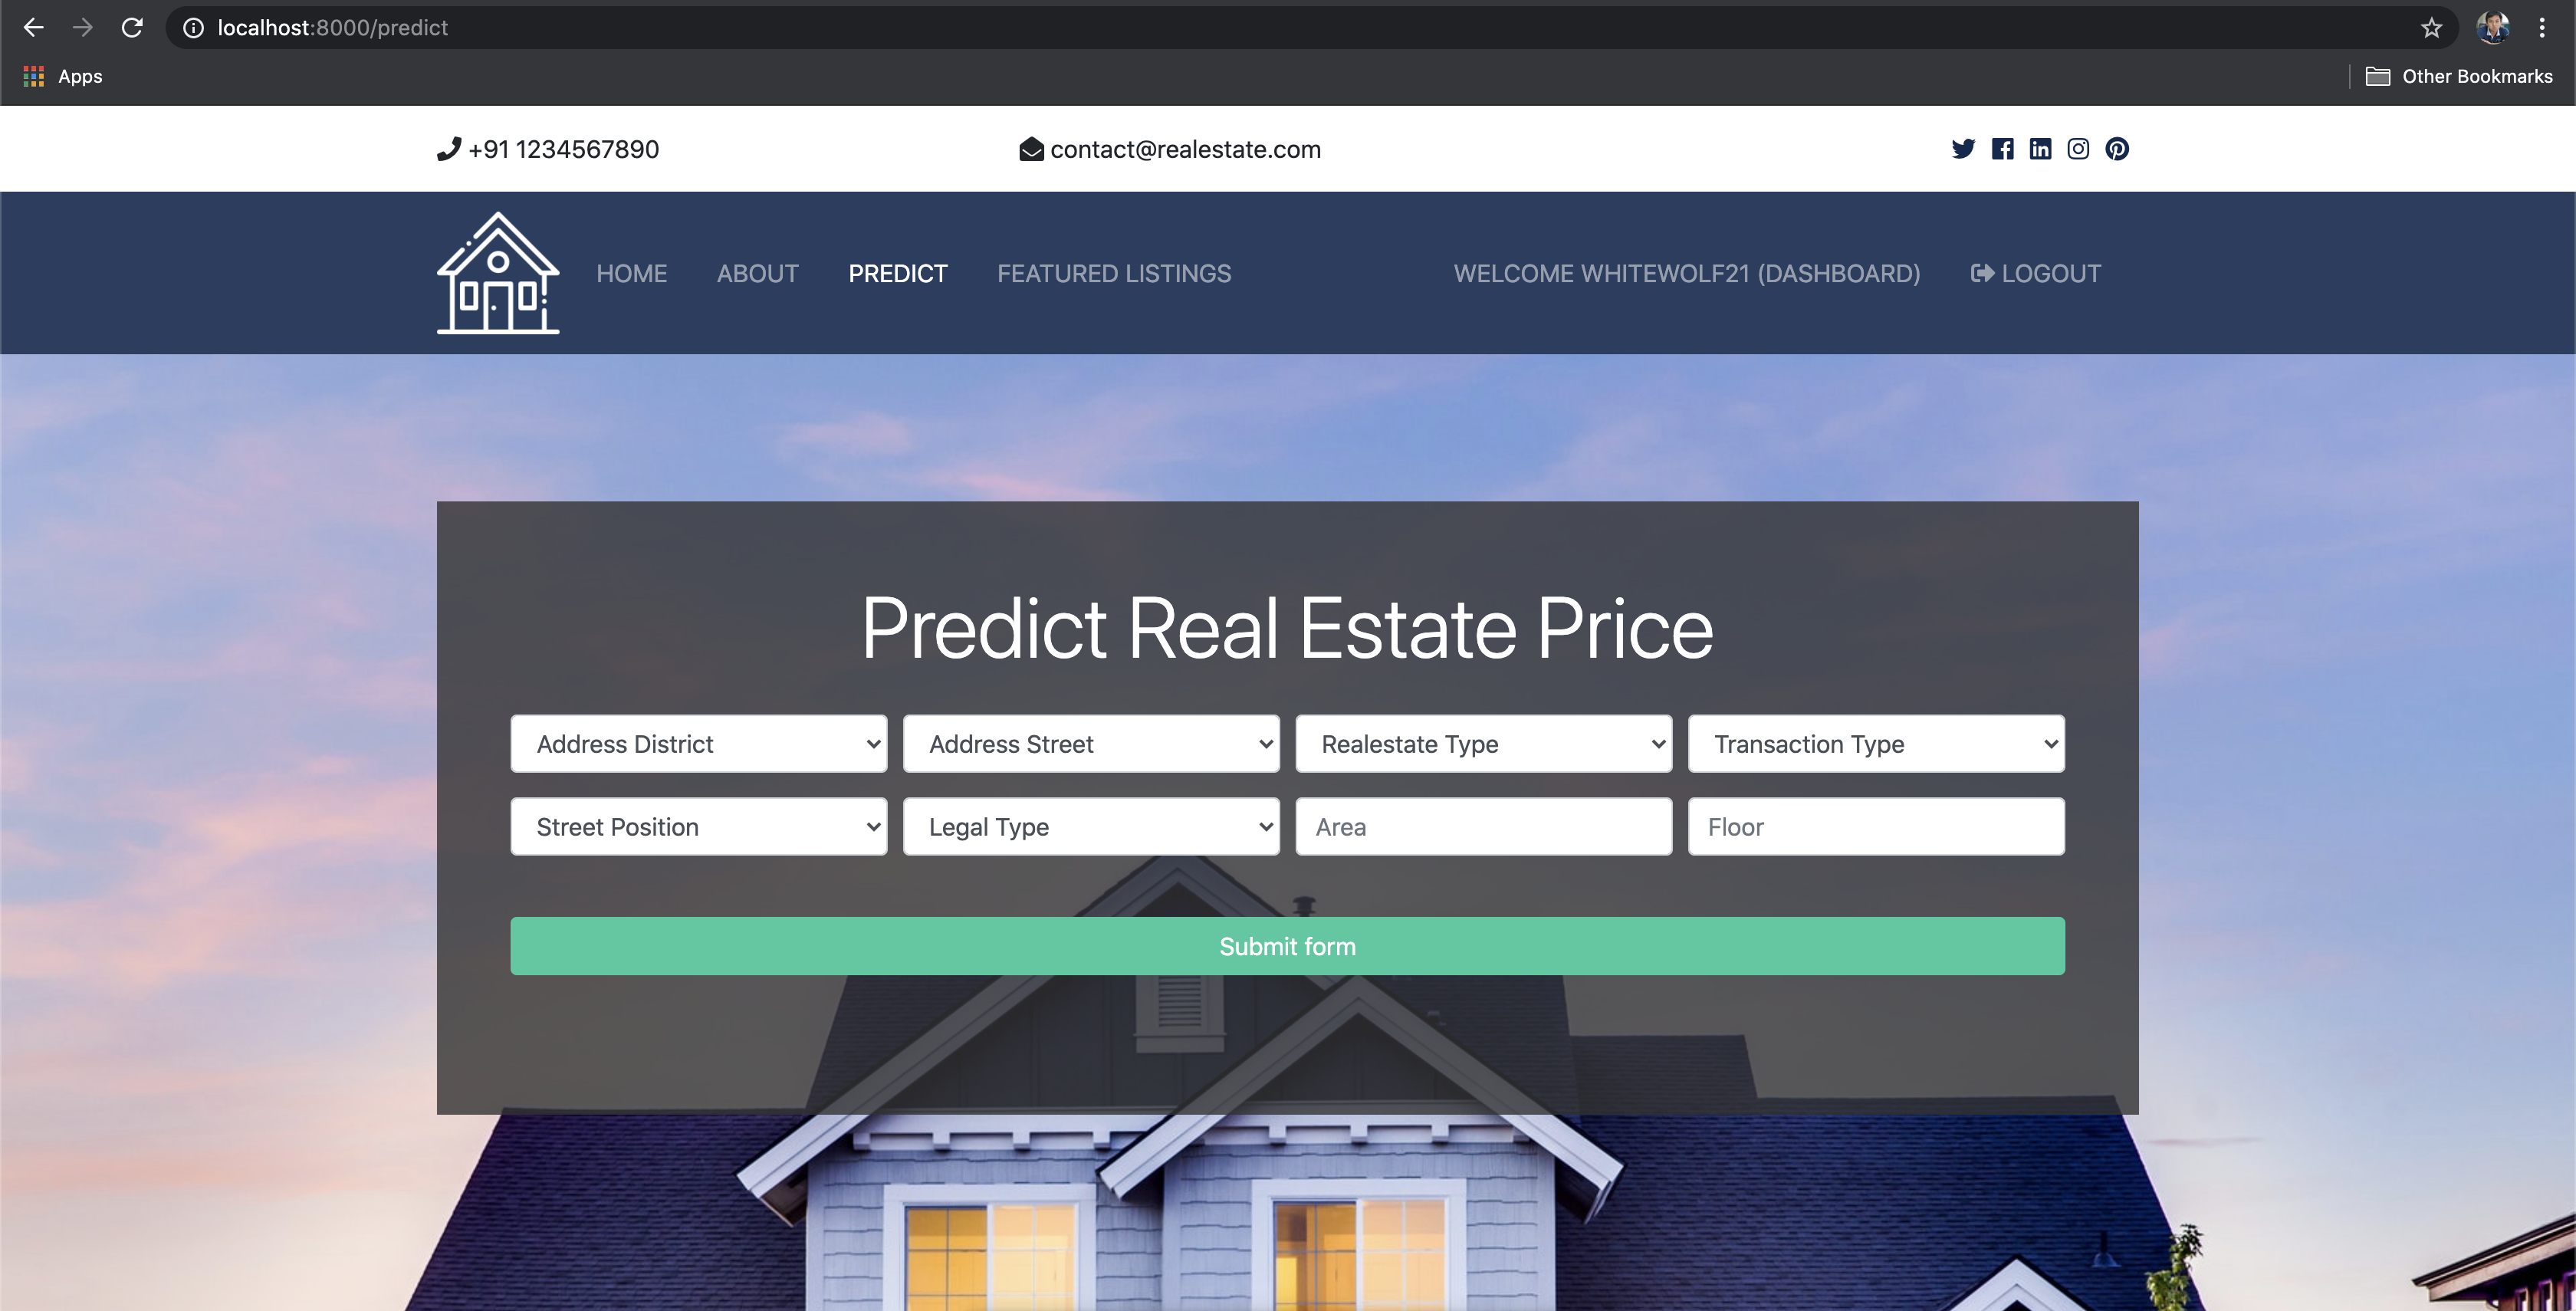 localhost:8000/predict
Apps
Other Bookmarks
+91 1234567890
contact@realestate.com
HOME
ABOUT
PREDICT
FEATURED LISTINGS
WELCOME WHITEWOLF21 (DASHBOARD)
LOGOUT
Predict Real Estate Price
Address District
Address Street
Realestate Type
Transaction Type
Street Position
Legal Type
Area
Floor
Submit form